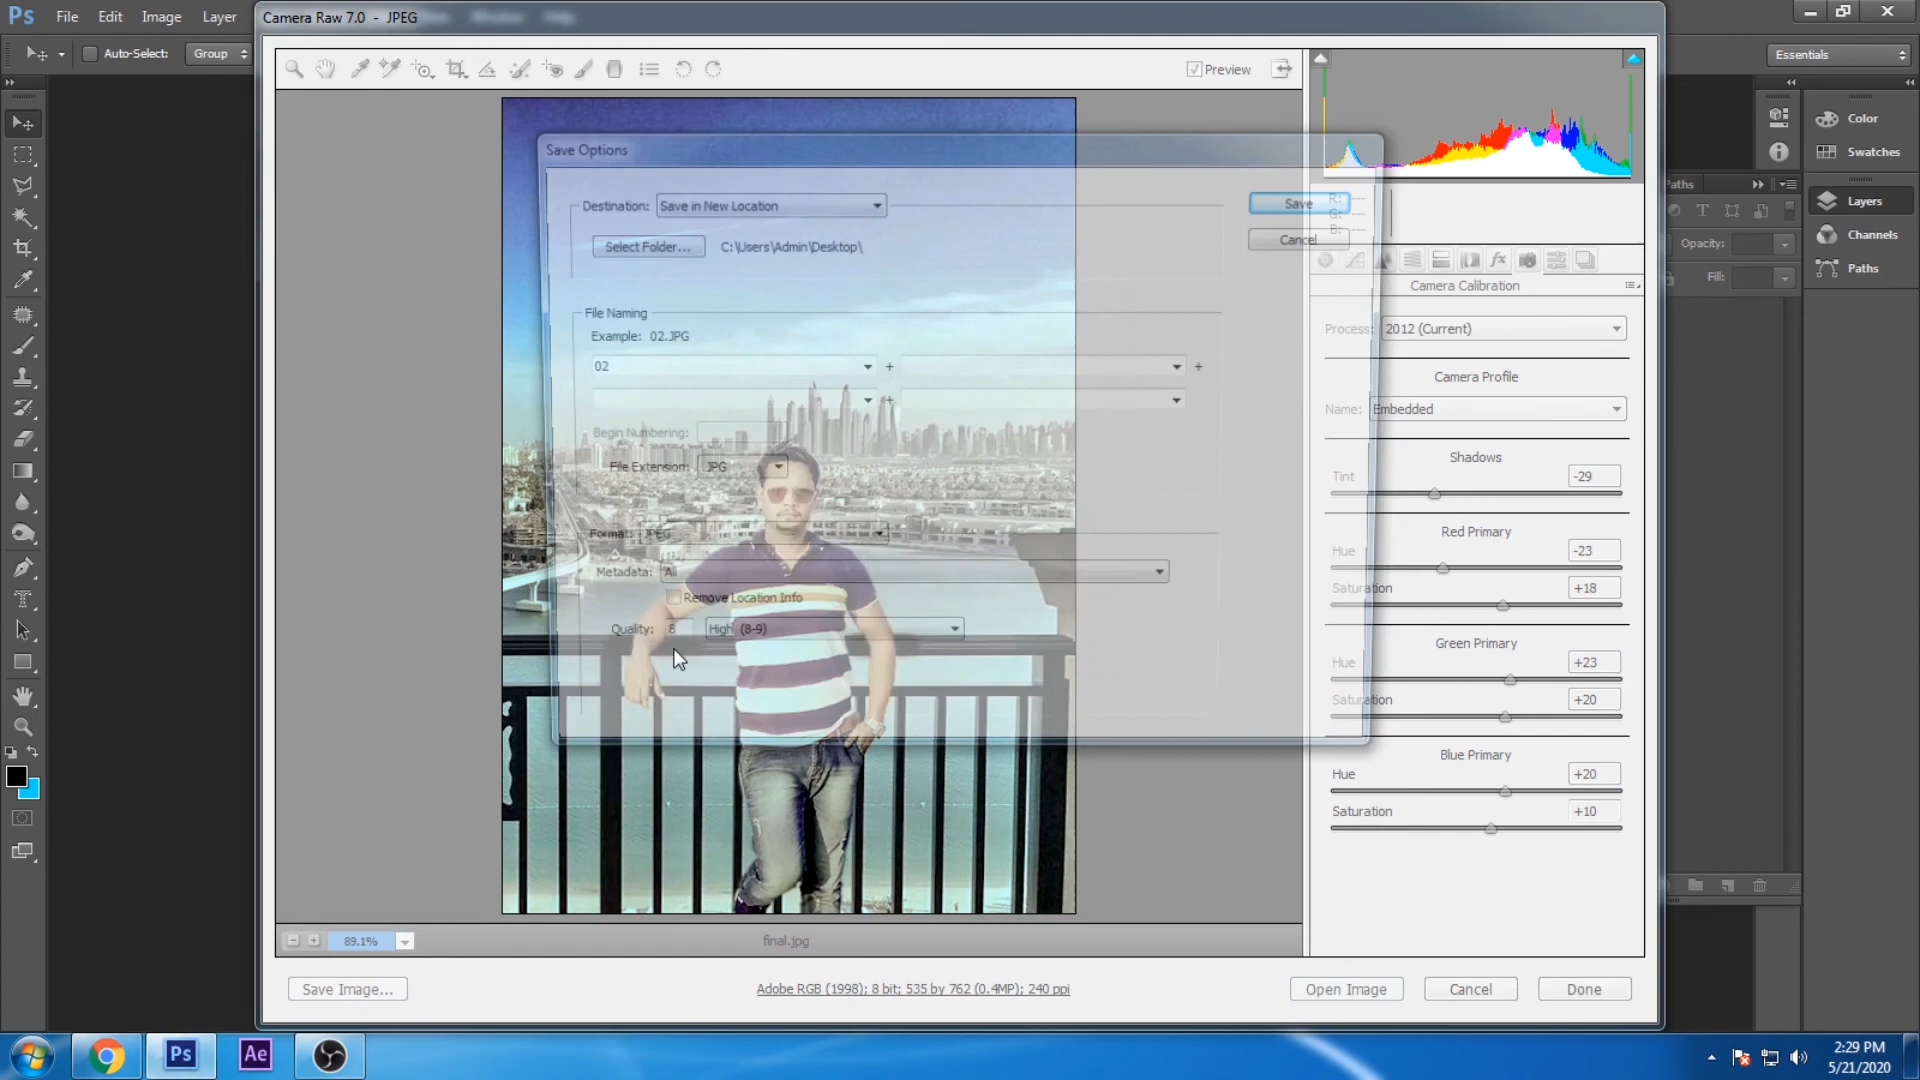 Ps File Edit Image Layer Window Help
Camera Raw 7.0 - JPEG
Auto-Select: Group
Essentials
Preview
Save Options
Destination: Save in New Location
Save
Select Folder... C:\Users\Admin\Desktop\
Cancel
File Naming
Example: 02.JPG
02 + +
+
Begin Numbering:
File Extension: .JPG
Format: JPEG
Metadata: All
Remove Location Info
Quality: 8 High (8-9)
R: ---
G: ---
B: ---
Camera Calibration
Process: 2012 (Current)
Camera Profile
Name: Embedded
Shadows
Tint -29
Red Primary
Hue -23
Saturation +18
Green Primary
Hue +23
Saturation +20
Blue Primary
Hue +20
Saturation +10
Color
Swatches
Paths
Layers
Channels
Paths
Opacity:
Fill:
89.1%
final.jpg
Save Image...
Adobe RGB (1998); 8 bit; 535 by 762 (0.4MP); 240 ppi
Open Image
Cancel
Done
Ps Ae
2:29 PM
5/21/2020